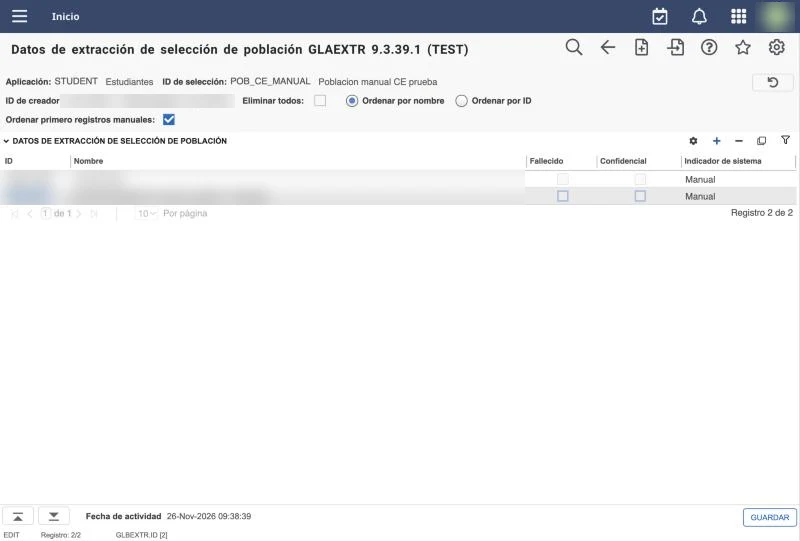 Inicio
Datos de extracción de selección de población GLAEXTR 9.3.39.1 (TEST)
Aplicación: STUDENT Estudiantes ID de selección: POB_CE_MANUAL Poblacion manual CE prueba
ID de creador Eliminar todos: Ordenar por nombre Ordenar por ID
Ordenar primero registros manuales:
DATOS DE EXTRACCIÓN DE SELECCIÓN DE POBLACIÓN
ID Nombre Fallecido Confidencial Indicador de sistema
Manual
Manual
1 de 1 10 Por página Registro 2 de 2
Fecha de actividad 26-Nov-2026 09:38:39
GUARDAR
EDIT Registro: 2/2 GLBEXTR:ID [2]